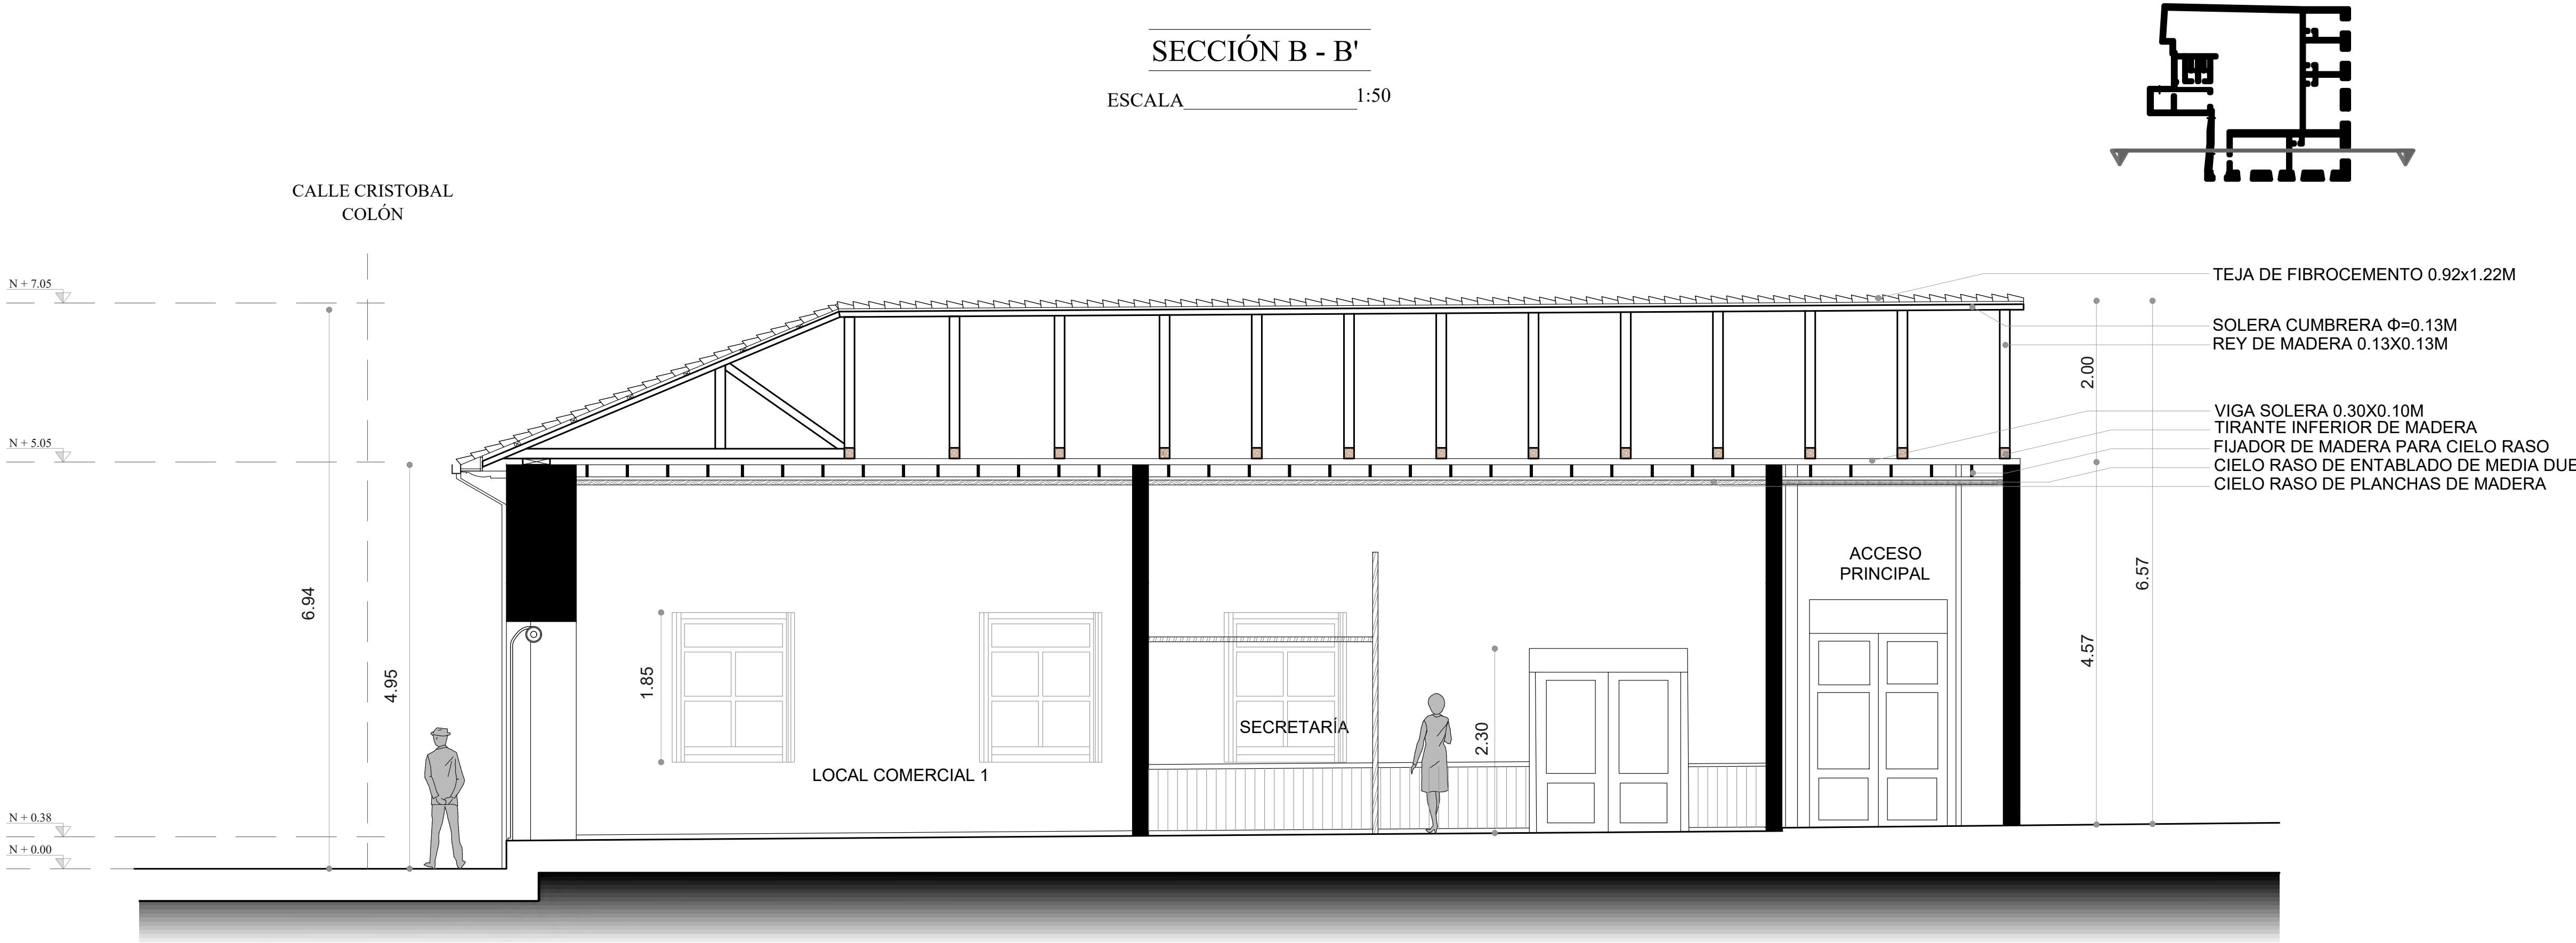 SECCIÓN B - B'
ESCALA 1:50
CALLE CRISTOBAL
COLÓN
N + 7.05
N + 5.05
N + 0.38
N + 0.00
6.94
4.95
1.85
2.30
LOCAL COMERCIAL 1
SECRETARÍA
ACCESO
PRINCIPAL
2.00
4.57
6.57
TEJA DE FIBROCEMENTO 0.92x1.22M
SOLERA CUMBRERA Φ=0.13M
REY DE MADERA 0.13X0.13M
VIGA SOLERA 0.30X0.10M
TIRANTE INFERIOR DE MADERA
FIJADOR DE MADERA PARA CIELO RASO
CIELO RASO DE ENTABLADO DE MEDIA DUE
CIELO RASO DE PLANCHAS DE MADERA